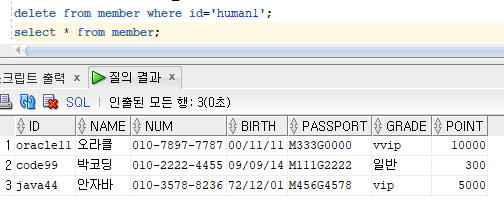 delete from member where id='human1';
select * from member;
스크립트 출력 × 질의 결과 ×
SQL | 인출된 모든 행: 3(0초)
ID NAME NUM BIRTH PASSPORT GRADE POINT
1 oracle11 오라클 010-7897-7787 00/11/11 M333G0000 vvip 10000
2 code99 박코딩 010-2222-4455 09/09/14 M111G2222 일반 300
3 java44 안자바 010-3578-8236 72/12/01 M456G4578 vip 5000